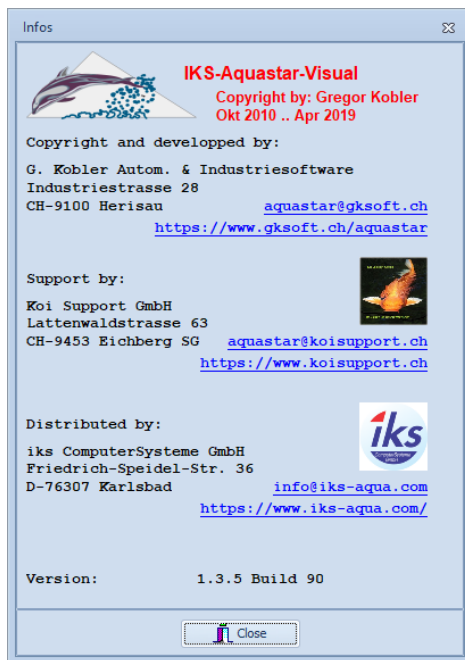 Infos
IKS-Aquastar-Visual
Copyright by: Gregor Kobler
Okt 2010 .. Apr 2019
Copyright and developped by:
G. Kobler Autom. & Industriesoftware
Industriestrasse 28
CH-9100 Herisau aquastar@gksoft.ch
https://www.gksoft.ch/aquastar
Support by:
Koi Support GmbH
Lattenwaldstrasse 63
CH-9453 Eichberg SG aquastar@koisupport.ch
https://www.koisupport.ch
Distributed by:
iks
iks ComputerSysteme GmbH
Friedrich-Speidel-Str. 36
D-76307 Karlsbad info@iks-aqua.com
https://www.iks-aqua.com/
Version: 1.3.5 Build 90
Close